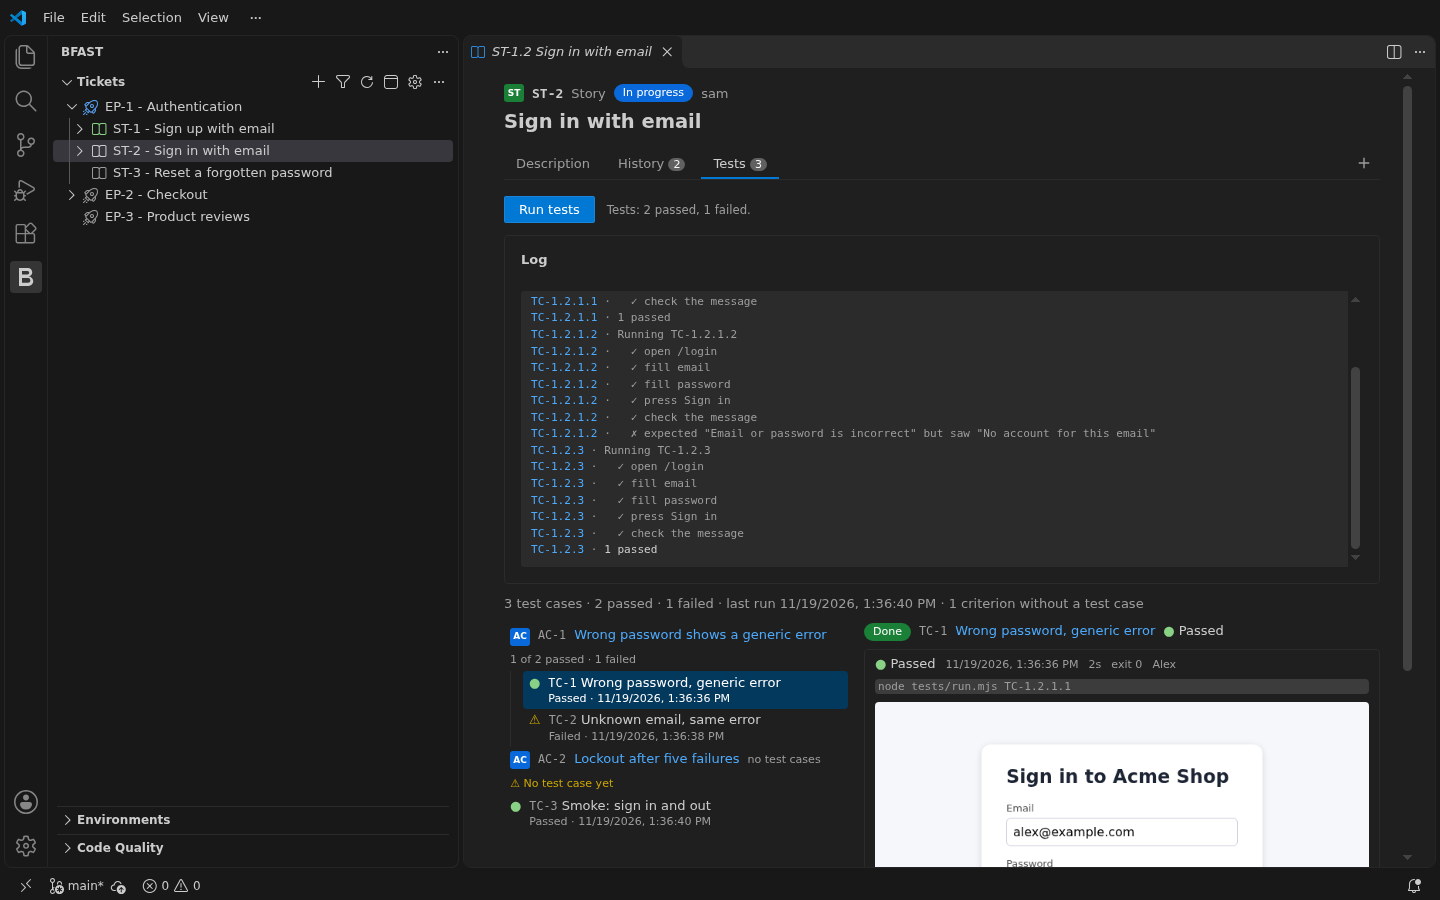 File Edit Selection View ···
BFAST
Tickets
EP-1 - Authentication
ST-1 - Sign up with email
ST-2 - Sign in with email
ST-3 - Reset a forgotten password
EP-2 - Checkout
EP-3 - Product reviews
B
Environments
Code Quality
ST-1.2 Sign in with email
ST ST-2 Story In progress sam
Sign in with email
Description History 2 Tests 3
Run tests Tests: 2 passed, 1 failed.
Log
TC-1.2.1.1 · ✓ check the message
TC-1.2.1.1 · 1 passed
TC-1.2.1.2 · Running TC-1.2.1.2
TC-1.2.1.2 · ✓ open /login
TC-1.2.1.2 · ✓ fill email
TC-1.2.1.2 · ✓ fill password
TC-1.2.1.2 · ✓ press Sign in
TC-1.2.1.2 · ✓ check the message
TC-1.2.1.2 · ✗ expected "Email or password is incorrect" but saw "No account for this email"
TC-1.2.3 · Running TC-1.2.3
TC-1.2.3 · ✓ open /login
TC-1.2.3 · ✓ fill email
TC-1.2.3 · ✓ fill password
TC-1.2.3 · ✓ press Sign in
TC-1.2.3 · ✓ check the message
TC-1.2.3 · 1 passed
3 test cases · 2 passed · 1 failed · last run 11/19/2026, 1:36:40 PM · 1 criterion without a test case
AC AC-1 Wrong password shows a generic error
1 of 2 passed · 1 failed
TC-1 Wrong password, generic error
Passed · 11/19/2026, 1:36:36 PM
TC-2 Unknown email, same error
Failed · 11/19/2026, 1:36:38 PM
AC AC-2 Lockout after five failures no test cases
No test case yet
TC-3 Smoke: sign in and out
Passed · 11/19/2026, 1:36:40 PM
Done TC-1 Wrong password, generic error Passed
Passed 11/19/2026, 1:36:36 PM 2s exit 0 Alex
node tests/run.mjs TC-1.2.1.1
Sign in to Acme Shop
Email
alex@example.com
Password
main* 0 0